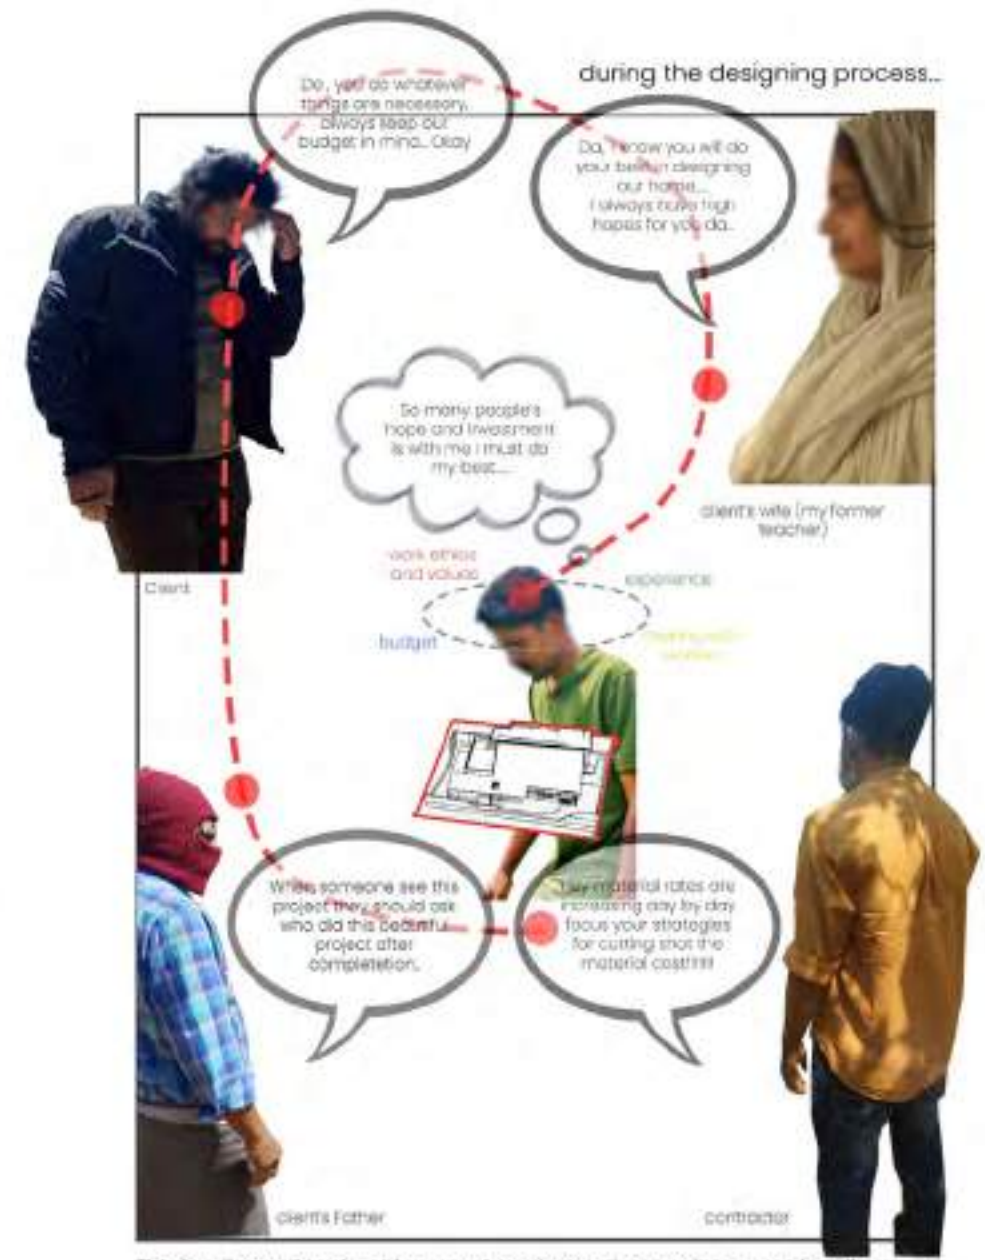 during the designing process...
Da, you do whatever
things are necessary,
always keep our
budget in mind... Okay
Da, I know you will do
your best in designing
our home....
I always have high
hopes for you da..
So many people's
hope and investment
is with me i must do
my best.....
client's wife (my former
teacher)
Client
work ethics
and values
experience
budget
When someone see this
project they should ask
who did this beautiful
project after
completetion..
material rates are
increasing day by day
focus your strategies
for cutting shot the
material cost!!!!!!
client's Father
contractor